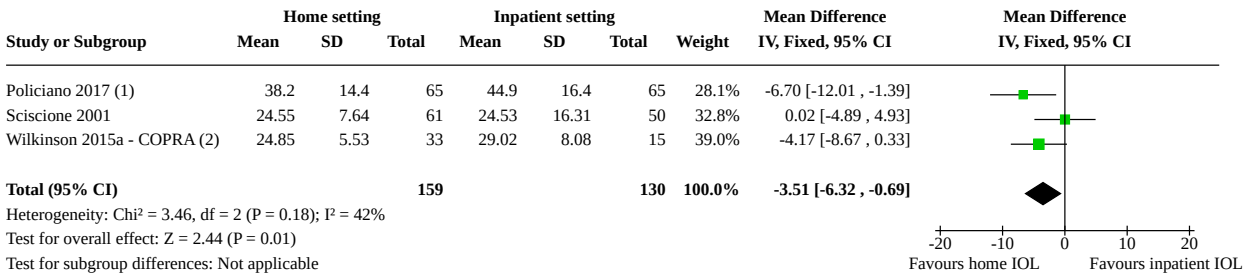 Home setting Inpatient setting Mean Difference Mean Difference
Study or Subgroup Mean SD Total Mean SD Total Weight IV, Fixed, 95% CI IV, Fixed, 95% CI
Policiano 2017 (1) 38.2 14.4 65 44.9 16.4 65 28.1% -6.70 [-12.01 , -1.39]
Sciscione 2001 24.55 7.64 61 24.53 16.31 50 32.8% 0.02 [-4.89 , 4.93]
Wilkinson 2015a - COPRA (2) 24.85 5.53 33 29.02 8.08 15 39.0% -4.17 [-8.67 , 0.33]
Total (95% CI) 159 130 100.0% -3.51 [-6.32 , -0.69]
Heterogeneity: Chi² = 3.46, df = 2 (P = 0.18); I² = 42%
Test for overall effect: Z = 2.44 (P = 0.01) -20 -10 0 10 20
Test for subgroup differences: Not applicable Favours home IOL Favours inpatient IOL